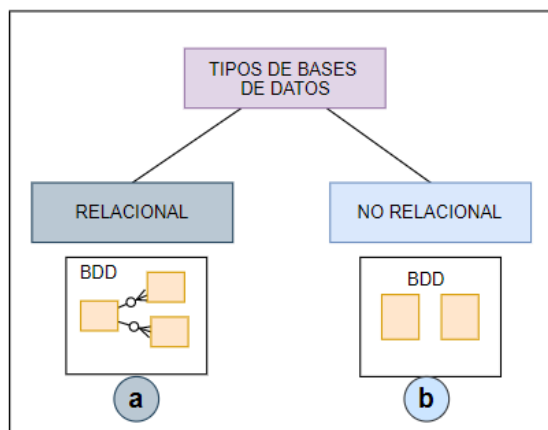 TIPOS DE BASES
DE DATOS
RELACIONAL
NO RELACIONAL
BDD
BDD
a
b